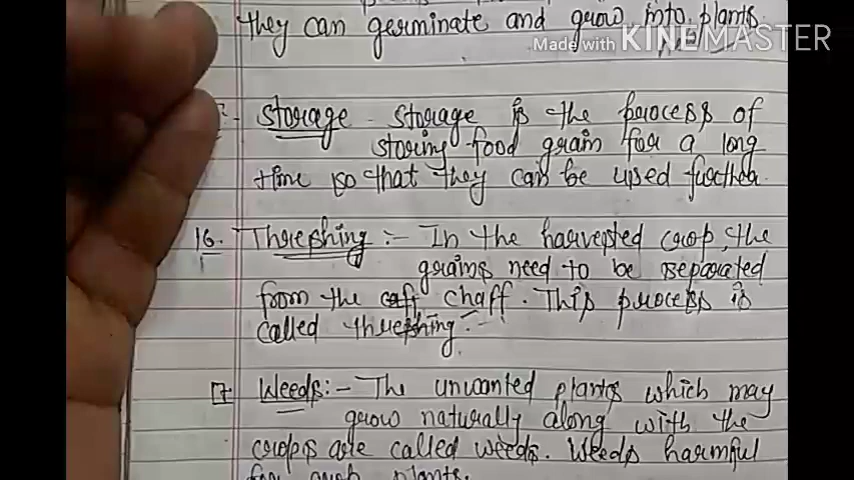 they can germinate and grow into plants.
Made with KINEMASTER
Storage - Storage is the process of
storing food grain for a long
time so that they can be used further.
16. Threshing :- In the harvested crop, the
grains need to be separated
from the chaff. This process is
called threshing :-
17. Weeds:- The unwanted plants which may
grow naturally along with the
crops are called weeds. Weeds harmful
for plants.